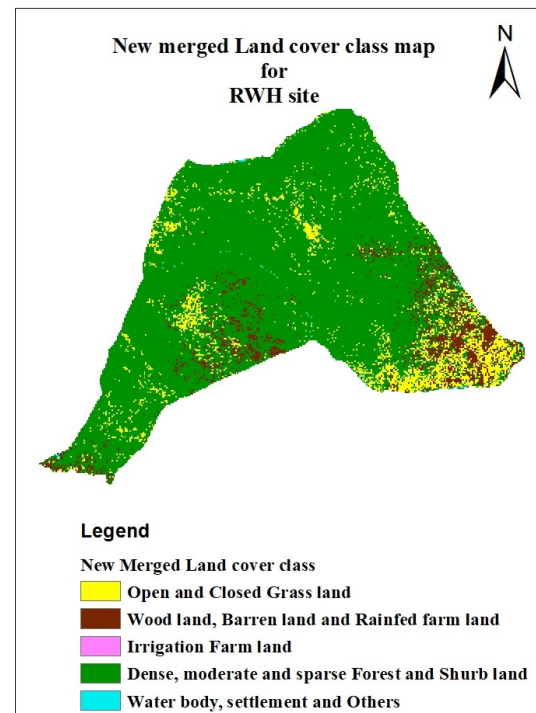 New merged Land cover class map
for
RWH site
N
Legend
New Merged Land cover class
Open and Closed Grass land
Wood land, Barren land and Rainfed farm land
Irrigation Farm land
Dense, moderate and sparse Forest and Shurb land
Water body, settlement and Others